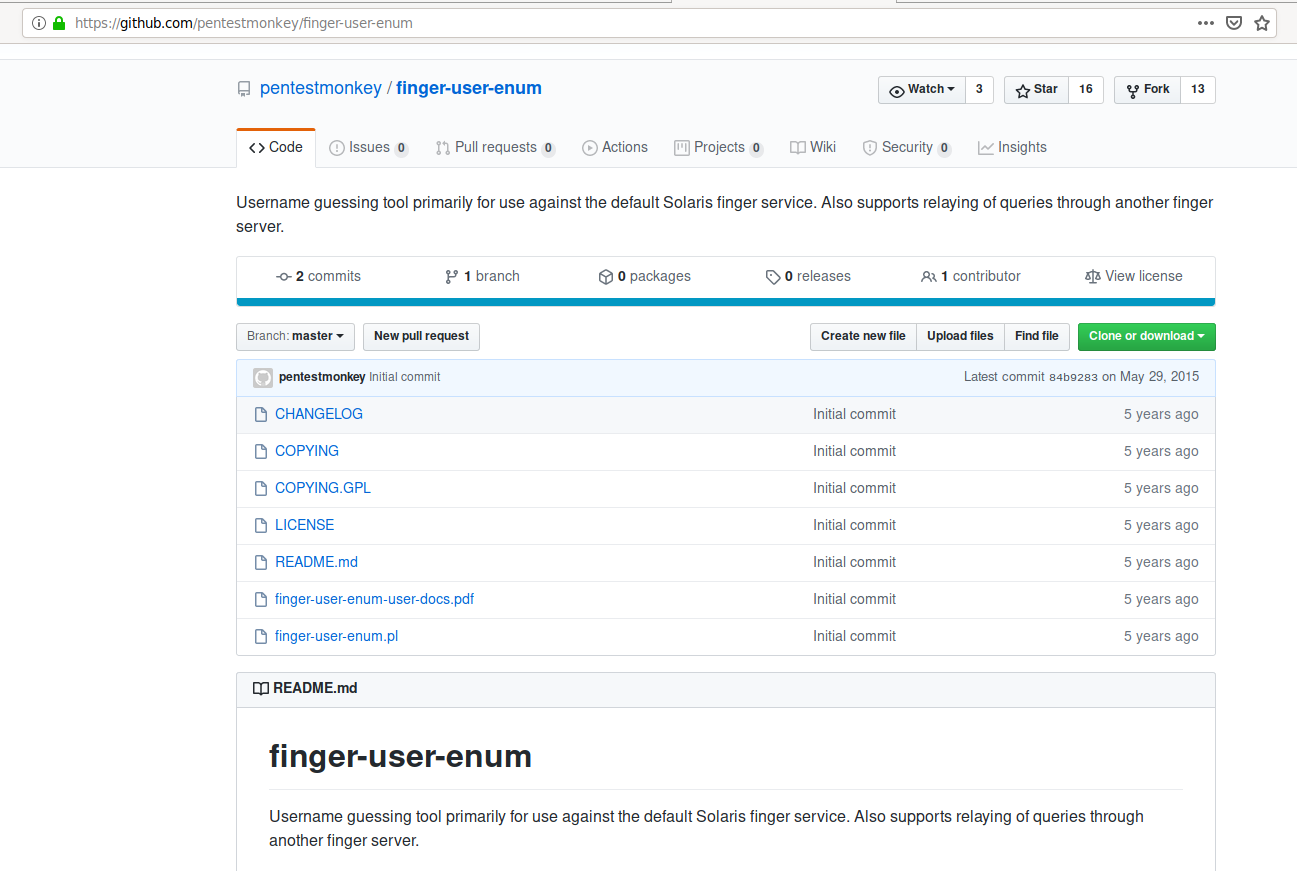 https://github.com/pentestmonkey/finger-user-enum
pentestmonkey / finger-user-enum
Watch 3 Star 16 Fork 13
Code Issues 0 Pull requests 0 Actions Projects 0 Wiki Security 0 Insights
Username guessing tool primarily for use against the default Solaris finger service. Also supports relaying of queries through another finger
server.
2 commits 1 branch 0 packages 0 releases 1 contributor View license
Branch: master New pull request Create new file Upload files Find file Clone or download
pentestmonkey Initial commit Latest commit 84b9283 on May 29, 2015
CHANGELOG Initial commit 5 years ago
COPYING Initial commit 5 years ago
COPYING.GPL Initial commit 5 years ago
LICENSE Initial commit 5 years ago
README.md Initial commit 5 years ago
finger-user-enum-user-docs.pdf Initial commit 5 years ago
finger-user-enum.pl Initial commit 5 years ago
README.md
finger-user-enum
Username guessing tool primarily for use against the default Solaris finger service. Also supports relaying of queries through
another finger server.